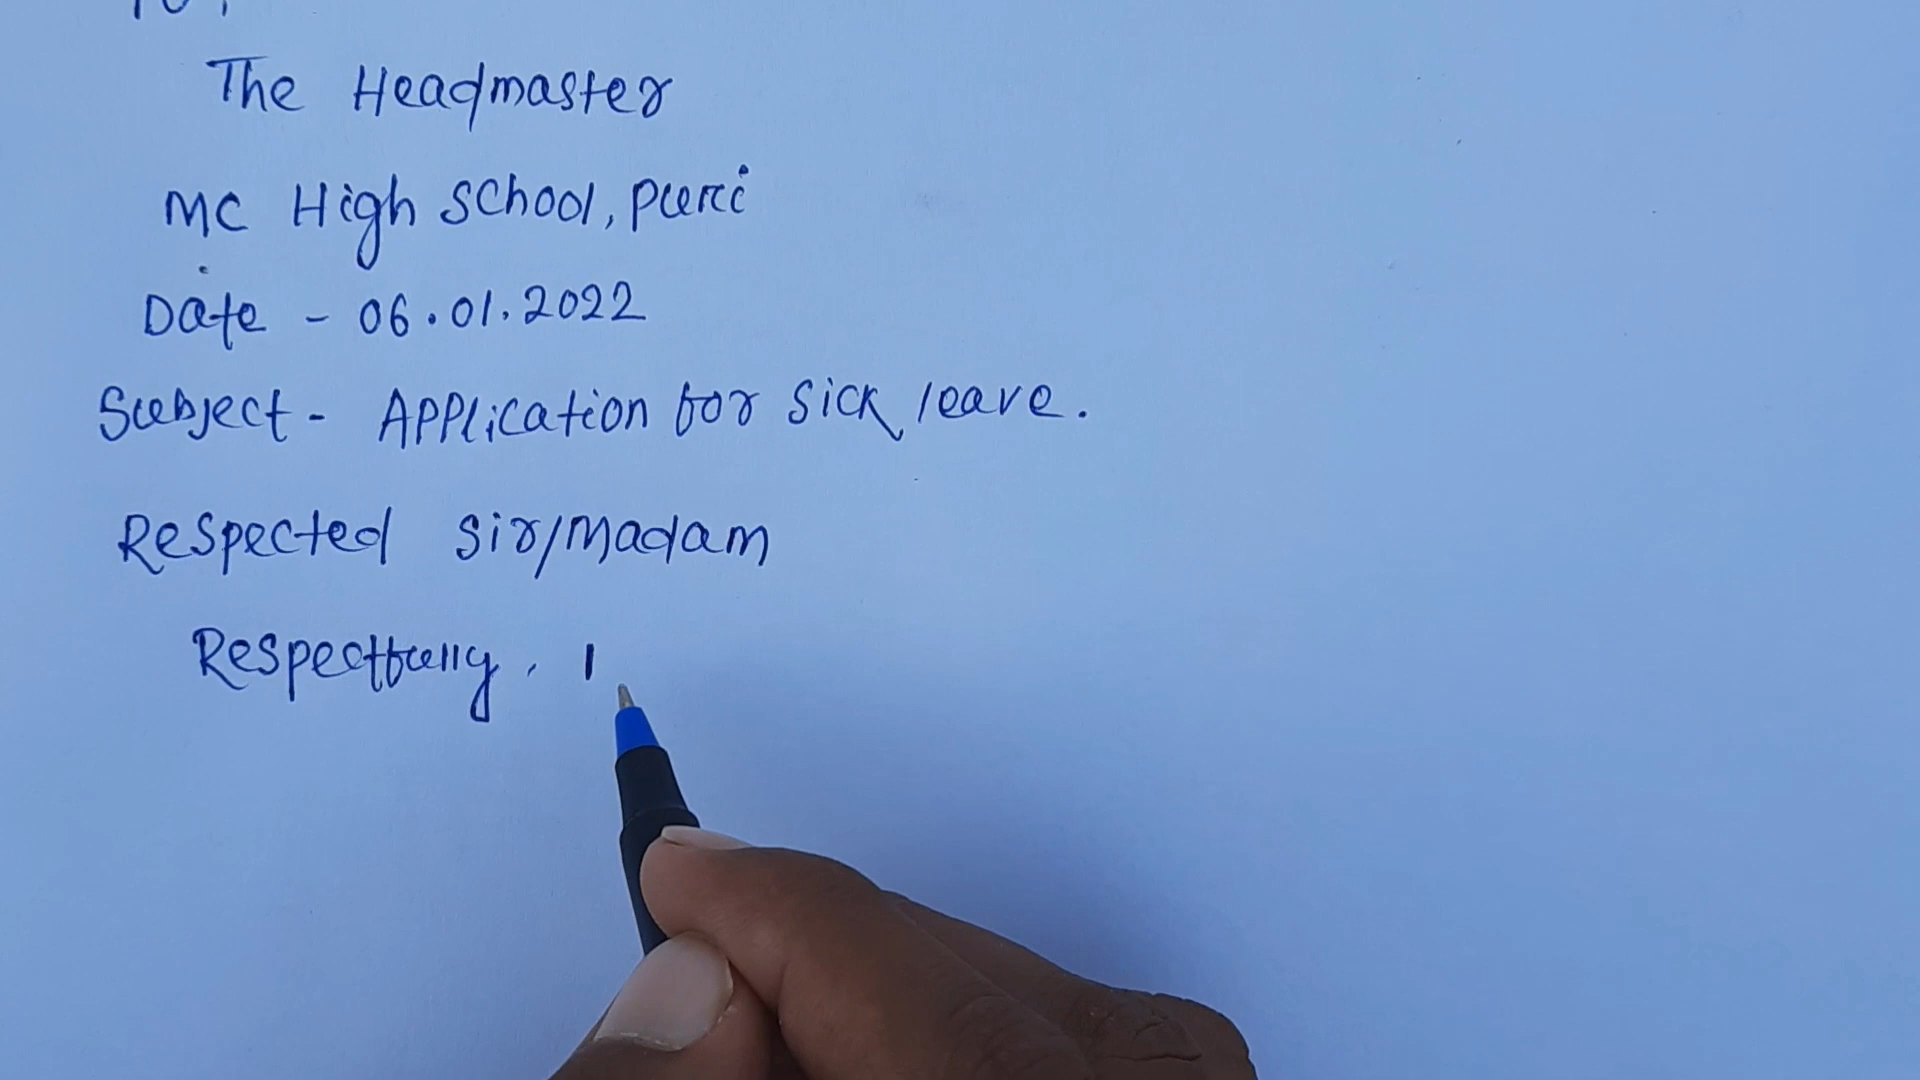 To,
The Headmaster
MC High School, Puri
Date - 06.01.2022
Subject - Application for sick leave.
Respected Sir/Madam
Respectfully, I